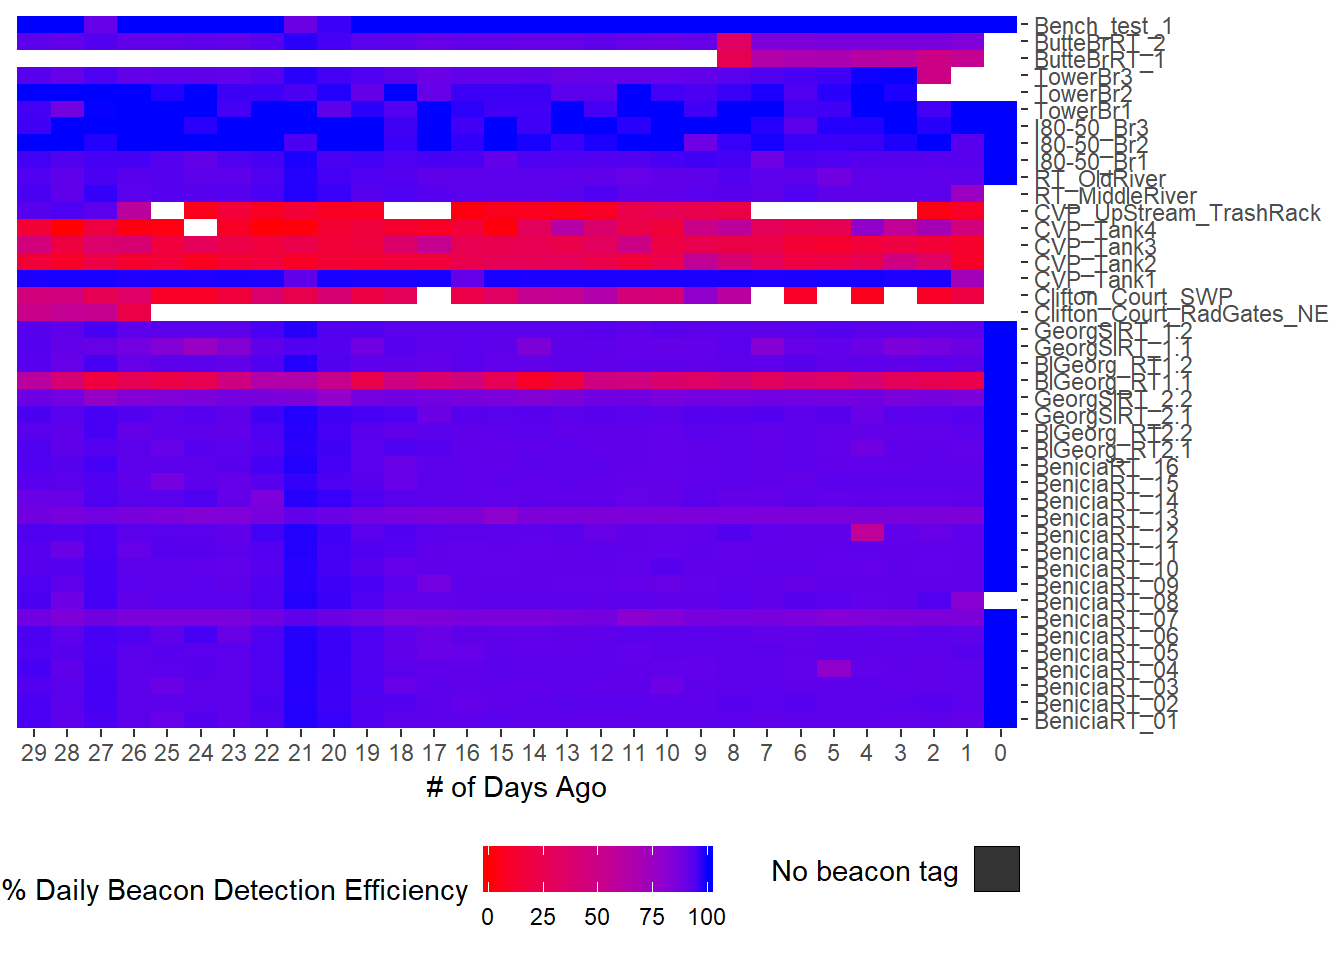 Bench_test_1
ButteBrRT_2
ButteBrRT_1
TowerBr3
TowerBr2
TowerBr1
I80-50_Br3
I80-50_Br2
I80-50_Br1
RT_OldRiver
RT_MiddleRiver
CVP_UpStream_TrashRack
CVP_Tank4
CVP_Tank3
CVP_Tank2
CVP_Tank1
Clifton_Court_SWP
Clifton_Court_RadGates_NE
GeorgSlRT_1.2
GeorgSlRT_1.1
BlGeorg_RT1.2
BlGeorg_RT1.1
GeorgSlRT_2.2
GeorgSlRT_2.1
BlGeorg_RT2.2
BlGeorg_RT2.1
BeniciaRT_16
BeniciaRT_15
BeniciaRT_14
BeniciaRT_13
BeniciaRT_12
BeniciaRT_11
BeniciaRT_10
BeniciaRT_09
BeniciaRT_08
BeniciaRT_07
BeniciaRT_06
BeniciaRT_05
BeniciaRT_04
BeniciaRT_03
BeniciaRT_02
BeniciaRT_01
29 28 27 26 25 24 23 22 21 20 19 18 17 16 15 14 13 12 11 10 9 8 7 6 5 4 3 2 1 0
# of Days Ago
% Daily Beacon Detection Efficiency
0 25 50 75 100
No beacon tag